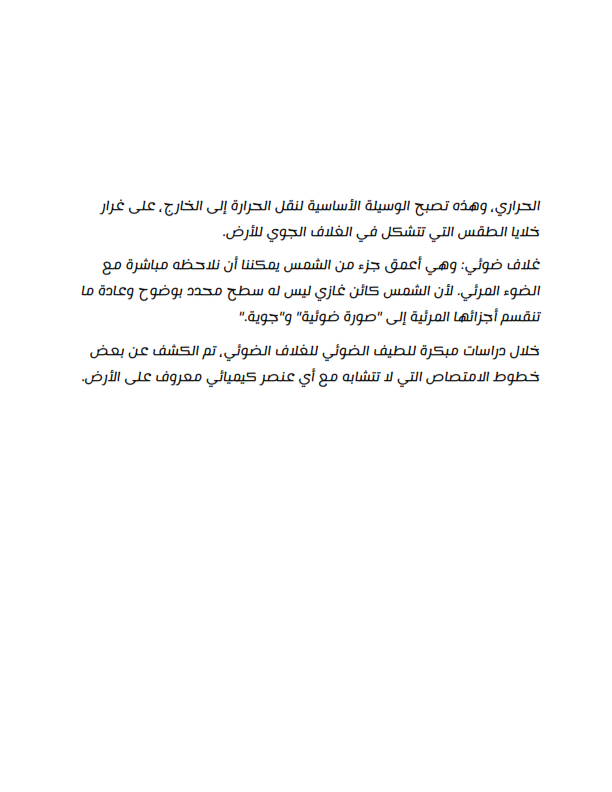 الحراري، وهذه تصبح الوسيلة الأساسية لنقل الحرارة إلى الخارج، على غرار
خلايا الطقس التي تتشكل في الغلاف الجوي للأرض.
غلاف ضوئي: وهي أعمق جزء من الشمس يمكننا أن نلاحظه مباشرة مع
الضوء المرئي. لأن الشمس كائن غازي ليس له سطح محدد بوضوح وعادة ما
تنقسم أجزائها المرئية إلى "صورة ضوئية" و"جوية."
خلال دراسات مبكرة للطيف الضوئي للغلاف الضوئي، تم الكشف عن بعض
خطوط الامتصاص التي لا تتشابه مع أي عنصر كيميائي معروف على الأرض.